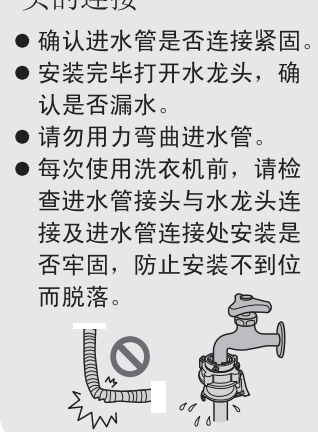 头的连接
● 确认进水管是否连接紧固。
● 安装完毕打开水龙头，确
认是否漏水。
● 请勿用力弯曲进水管。
● 每次使用洗衣机前，请检
查进水管接头与水龙头连
接及进水管连接处安装是
否牢固，防止安装不到位
而脱落。